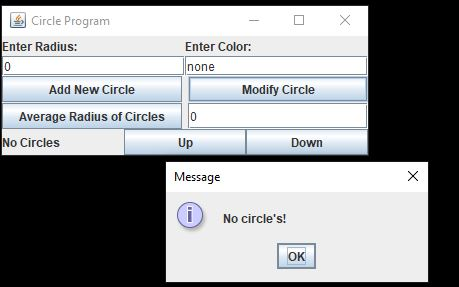 Circle Program
Enter Radius: Enter Color:
0 none
Add New Circle Modify Circle
Average Radius of Circles 0
No Circles Up Down
Message
No circle's!
OK